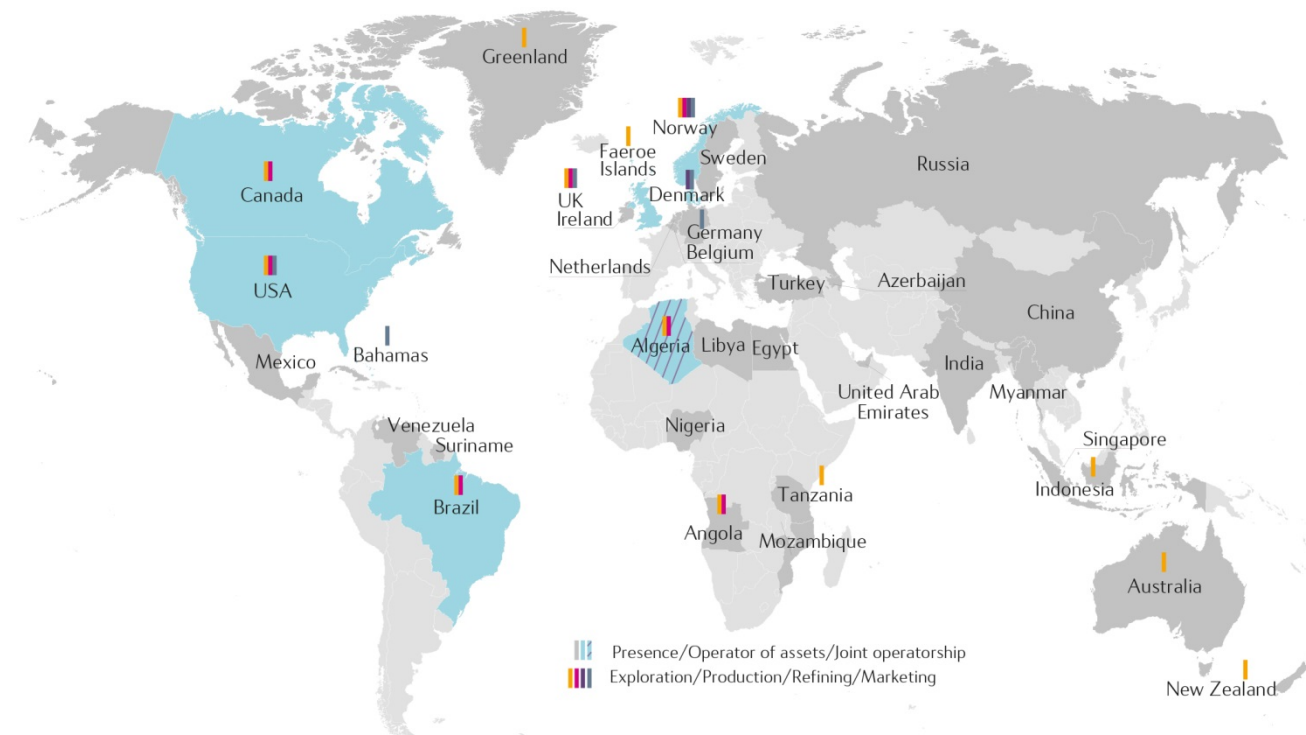 Greenland
Norway
Faeroe
Islands
Sweden
Russia
Canada
UK
Ireland
Denmark
Germany
Belgium
Netherlands
USA
Turkey
Azerbaijan
China
Bahamas
Mexico
Algeria
Libya
Egypt
India
United Arab
Emirates
Myanmar
Venezuela
Suriname
Nigeria
Singapore
Indonesia
Brazil
Tanzania
Angola
Mozambique
Australia
Presence/Operator of assets/Joint operatorship
Exploration/Production/Refining/Marketing
New Zealand